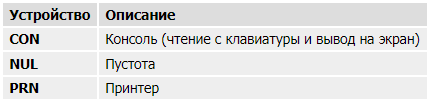 Устройство Описание
CON Консоль (чтение с клавиатуры и вывод на экран)
NUL Пустота
PRN Принтер